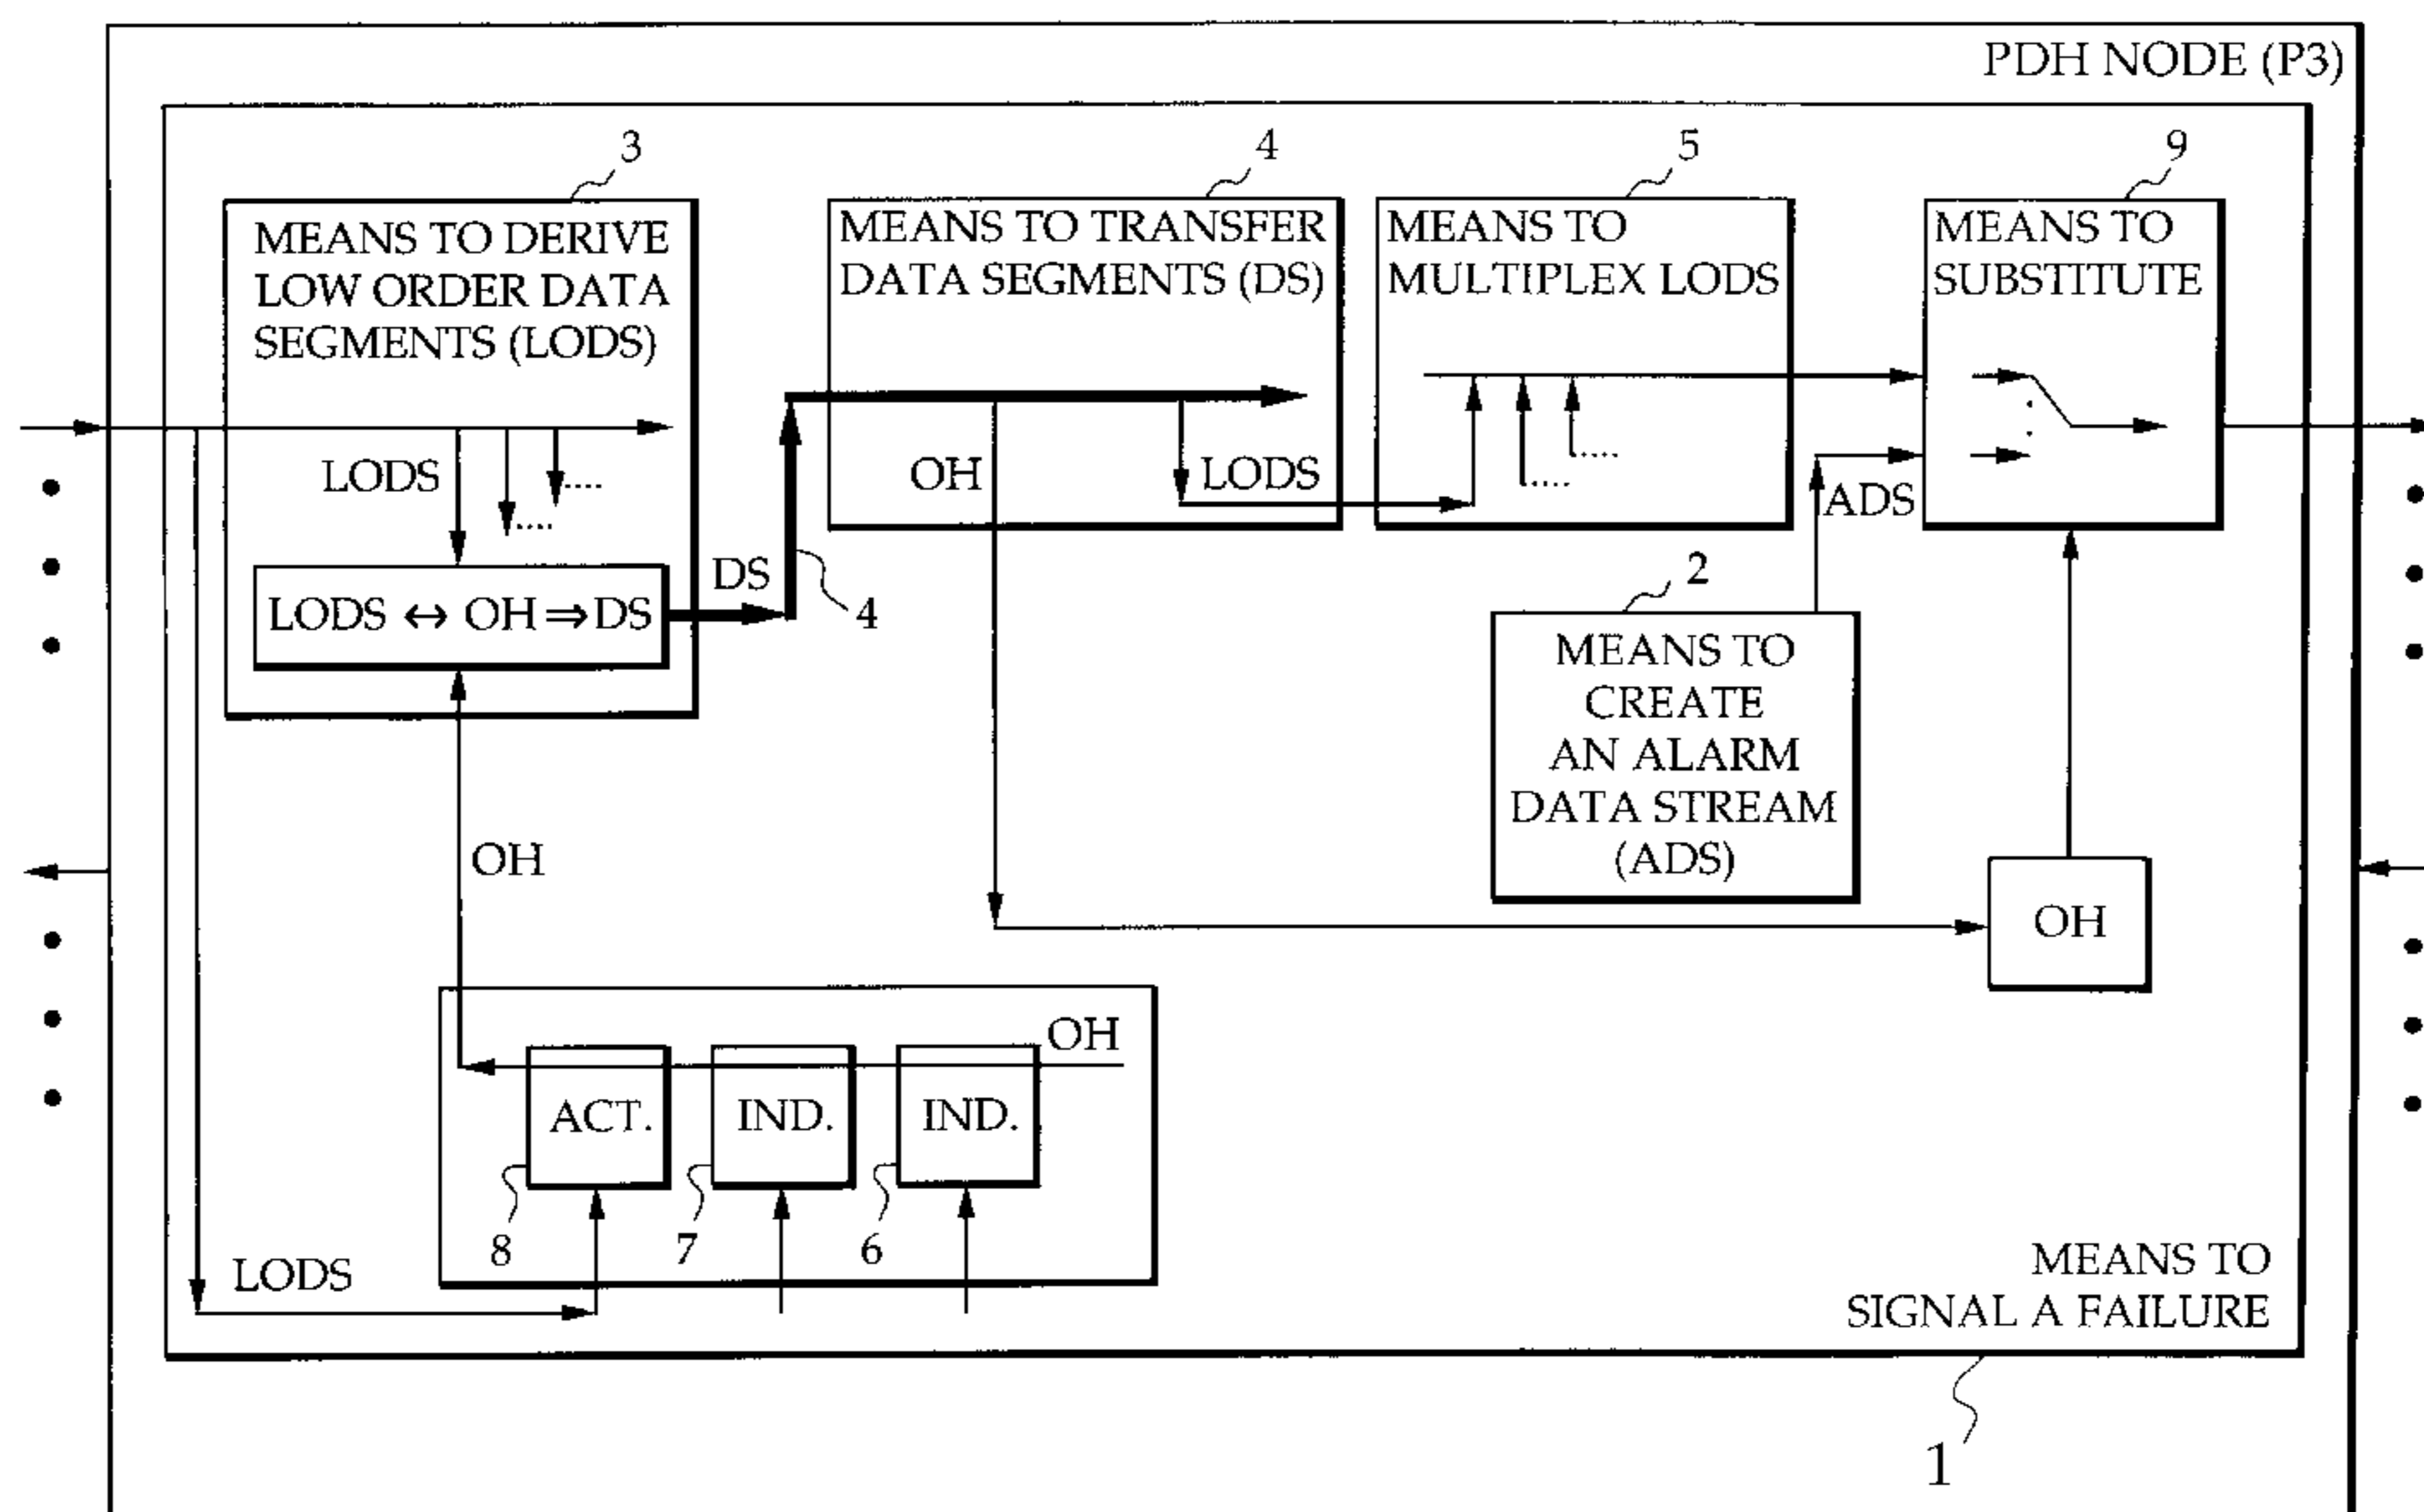 PDH NODE (P3)
3
4
5
9
MEANS TO DERIVE
LOW ORDER DATA
SEGMENTS (LODS)
MEANS TO TRANSFER
DATA SEGMENTS (DS)
MEANS TO
MULTIPLEX LODS
MEANS TO
SUBSTITUTE
LODS
OH
LODS
ADS
LODS ↔ OH ⇒ DS
DS
4
2
MEANS TO
CREATE
AN ALARM
DATA STREAM
(ADS)
OH
OH
OH
ACT.
IND.
IND.
8
7
6
LODS
MEANS TO
SIGNAL A FAILURE
1